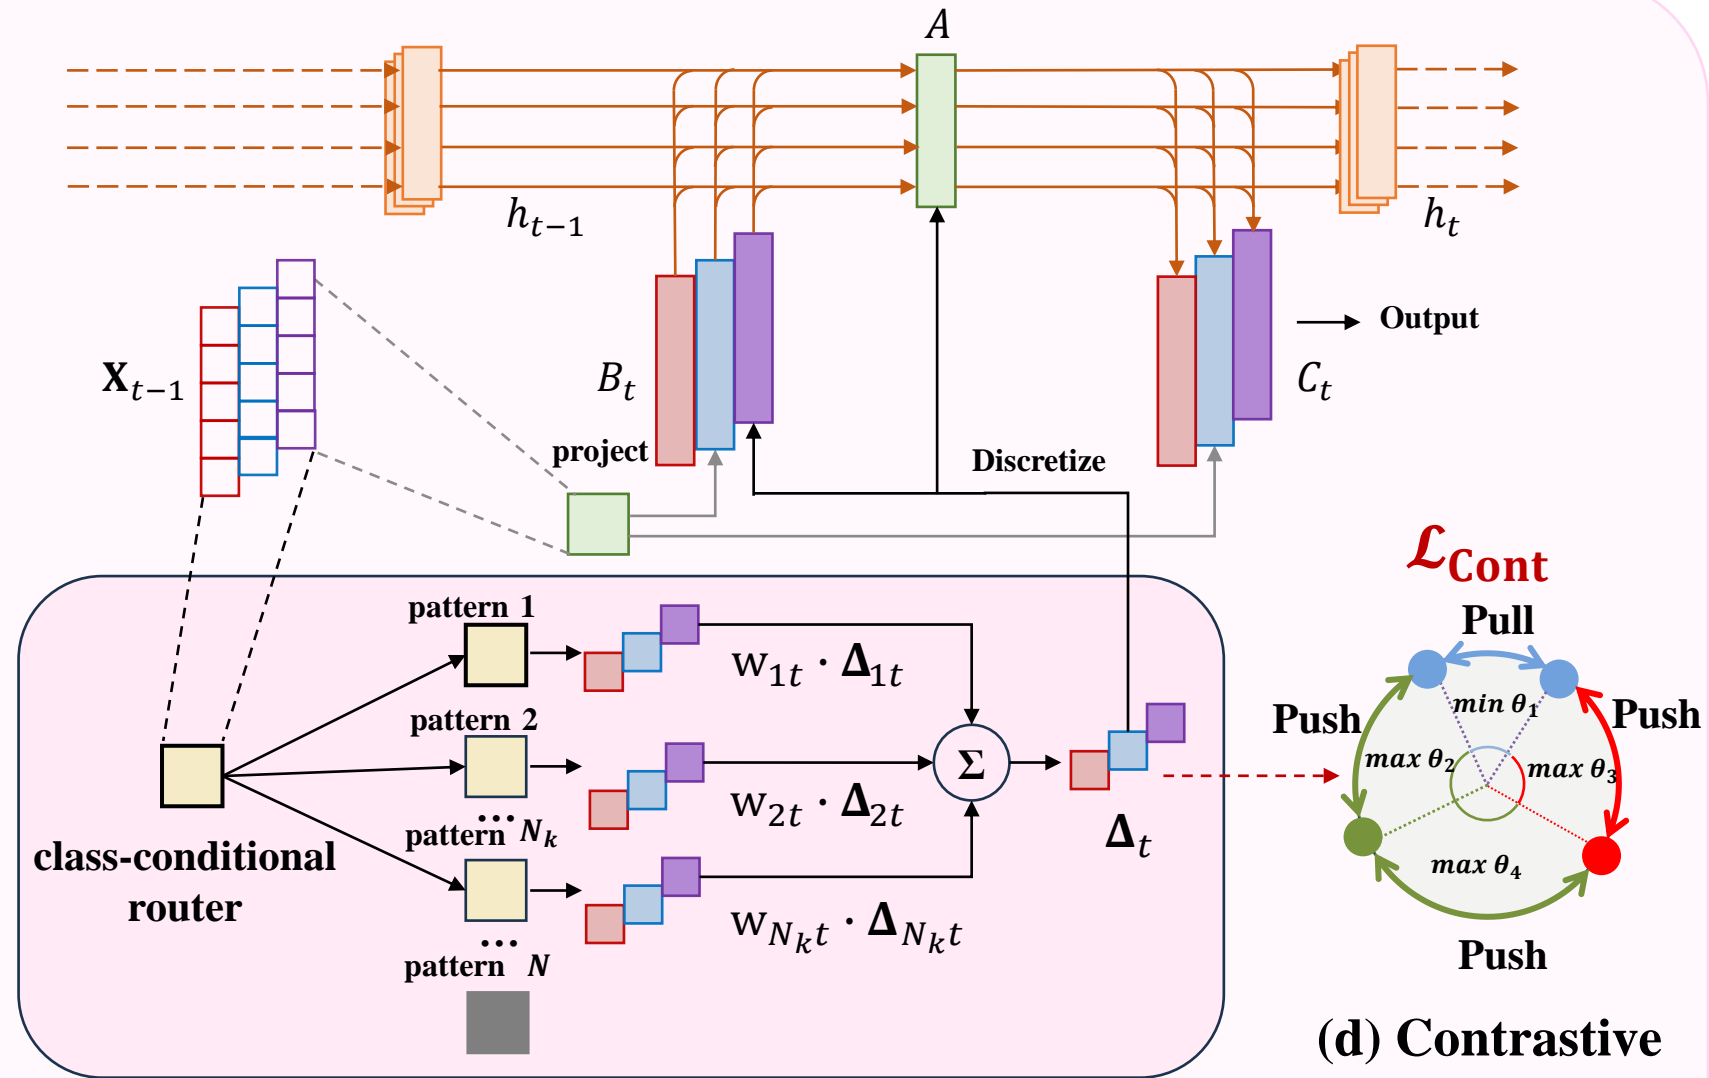 A
h_{t-1}
h_t
X_{t-1}
B_t
C_t
Output
project
Discretize
ℒ_Cont
Pull
Push
Push
min θ_1
max θ_2
max θ_3
max θ_4
Push
pattern 1
w_{1t} · Δ_{1t}
pattern 2
w_{2t} · Δ_{2t}
Σ
Δ_t
...
pattern N_k
w_{N_k t} · Δ_{N_k t}
class-conditional
router
...
pattern N
(d) Contrastive